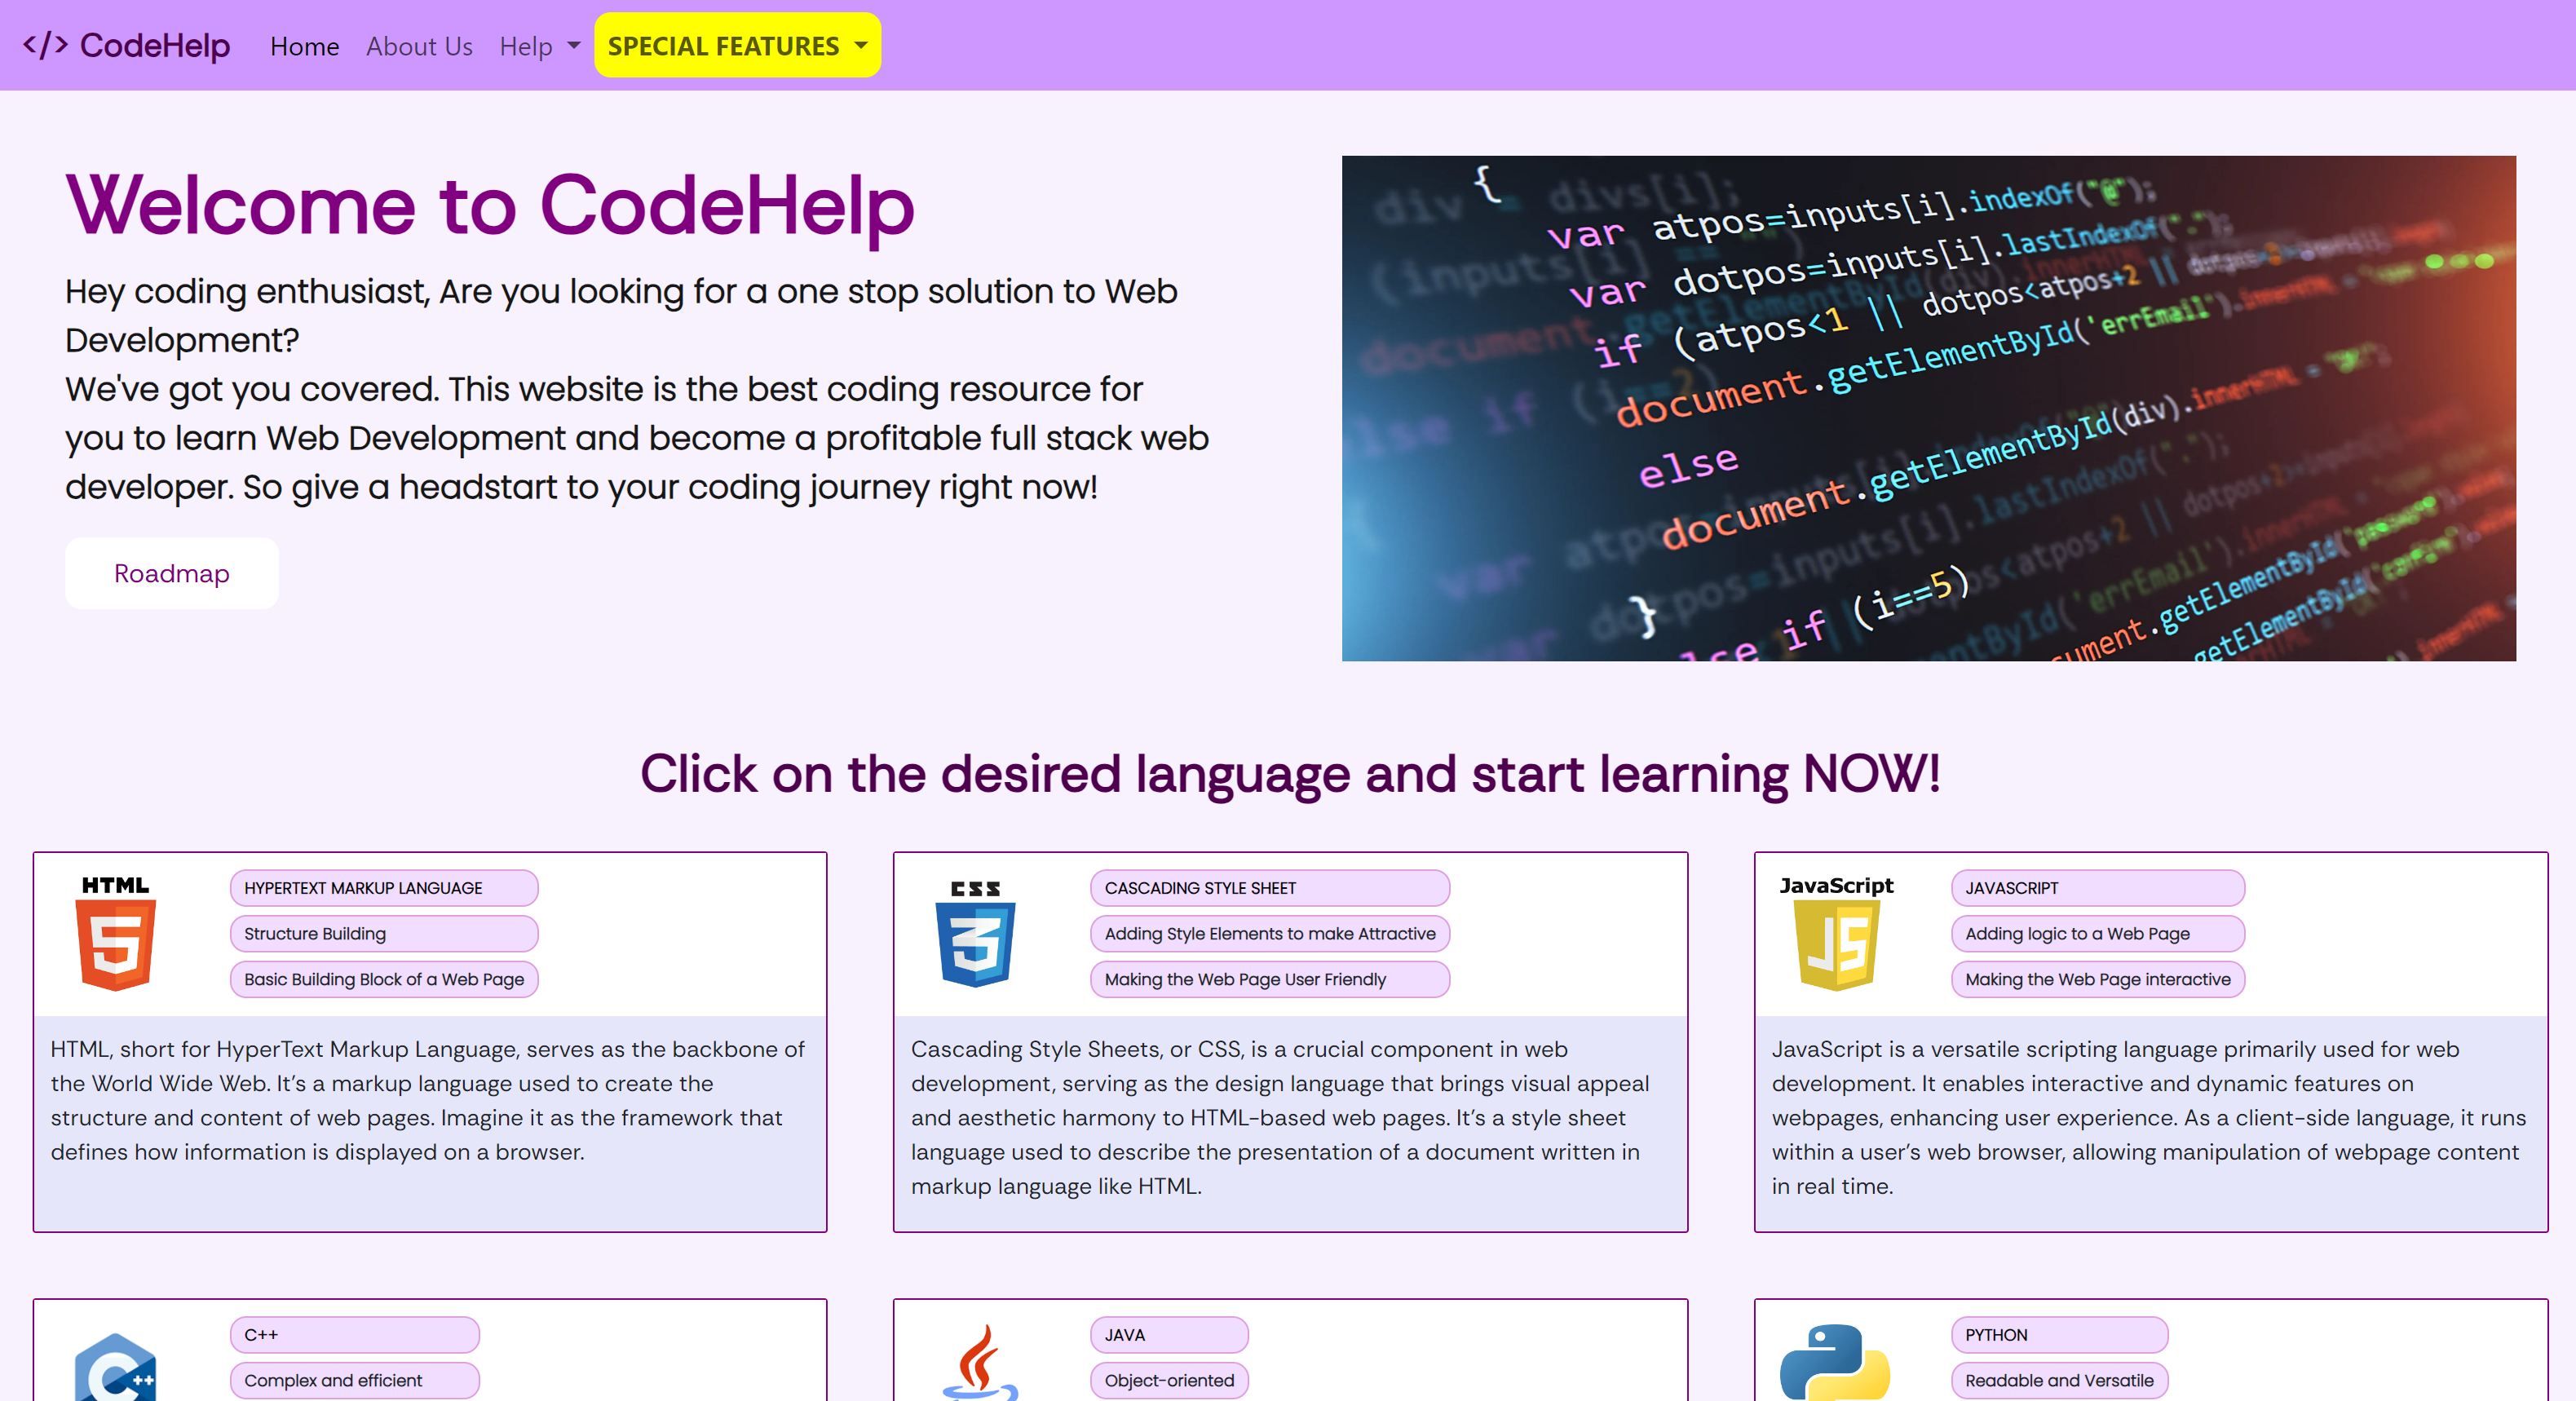 </> CodeHelp Home About Us Help SPECIAL FEATURES
Welcome to CodeHelp
Hey coding enthusiast, Are you looking for a one stop solution to Web
Development?
We've got you covered. This website is the best coding resource for
you to learn Web Development and become a profitable full stack web
developer. So give a headstart to your coding journey right now!
Roadmap
div = divs[i];
{
var atpos=inputs[i].indexOf("@");
var dotpos=inputs[i].lastIndexOf(".");
if (atpos<1 || dotpos<atpos+2 ||
document.getElementById('errEmail').innerHTML =
else
document.getElementById(div).innerHTML =
}
else if (i==5)
Click on the desired language and start learning NOW!
HTML
5
HYPERTEXT MARKUP LANGUAGE
Structure Building
Basic Building Block of a Web Page
HTML, short for HyperText Markup Language, serves as the backbone of
the World Wide Web. It's a markup language used to create the
structure and content of web pages. Imagine it as the framework that
defines how information is displayed on a browser.
CSS
3
CASCADING STYLE SHEET
Adding Style Elements to make Attractive
Making the Web Page User Friendly
Cascading Style Sheets, or CSS, is a crucial component in web
development, serving as the design language that brings visual appeal
and aesthetic harmony to HTML-based web pages. It's a style sheet
language used to describe the presentation of a document written in
markup language like HTML.
JavaScript
JS
JAVASCRIPT
Adding logic to a Web Page
Making the Web Page interactive
JavaScript is a versatile scripting language primarily used for web
development. It enables interactive and dynamic features on
webpages, enhancing user experience. As a client-side language, it runs
within a user's web browser, allowing manipulation of webpage content
in real time.
C++
C++
Complex and efficient
JAVA
Object-oriented
PYTHON
Readable and Versatile